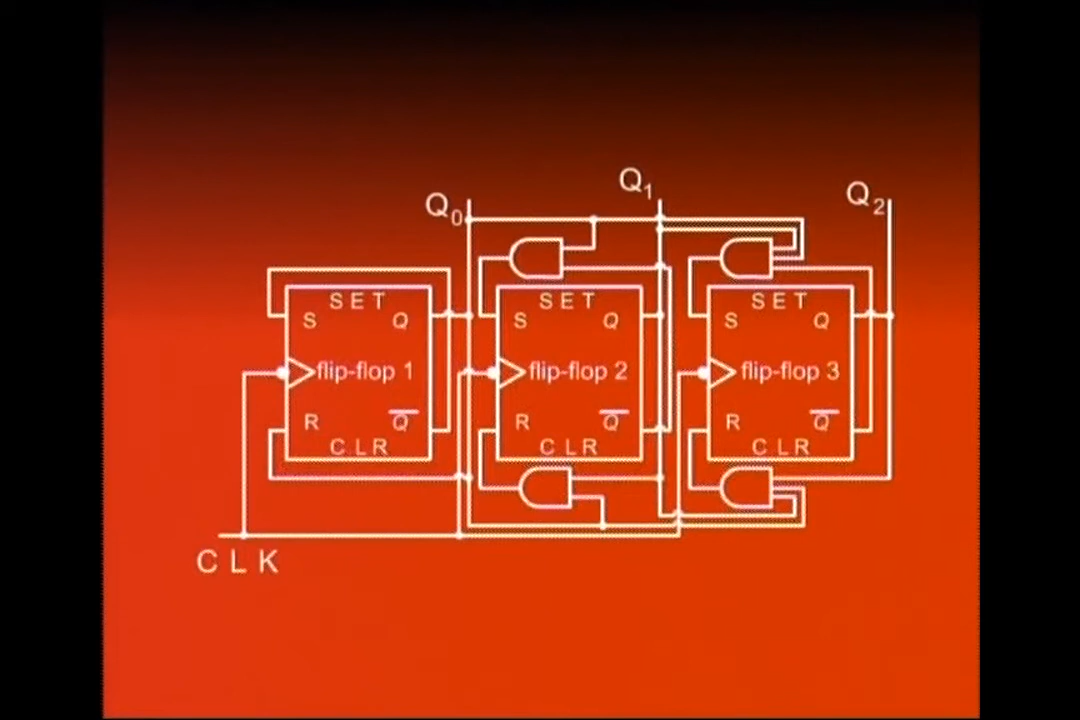 Q0 Q1 Q2
SET SET SET
S Q S Q S Q
flip-flop 1 flip-flop 2 flip-flop 3
R Q̅ R Q̅ R Q̅
CLR CLR CLR
CLK